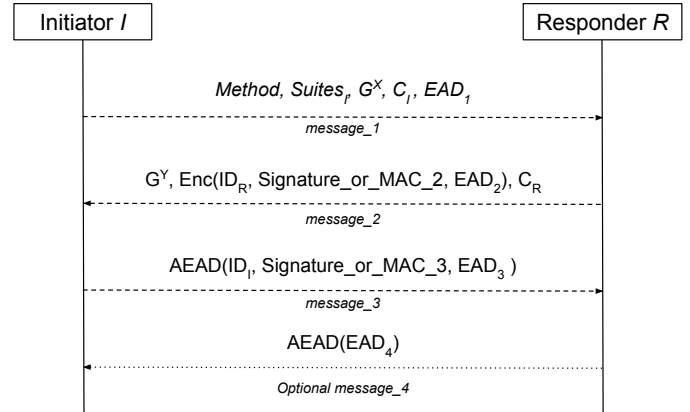 Initiator I
Responder R
Method, Suites_I, G^X, C_I, EAD_1
message_1
G^Y, Enc(ID_R, Signature_or_MAC_2, EAD_2), C_R
message_2
AEAD(ID_I, Signature_or_MAC_3, EAD_3 )
message_3
AEAD(EAD_4)
Optional message_4